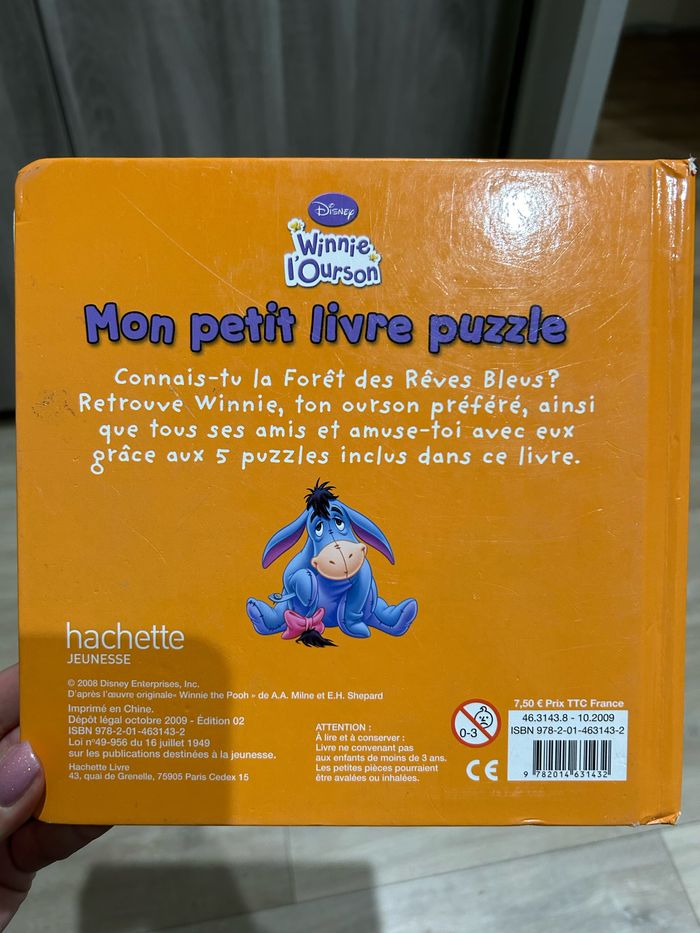 Disney
Winnie
l'Ourson
Mon petit livre puzzle
Connais-tu la Forêt des Rêves Bleus?
Retrouve Winnie, ton ourson préféré, ainsi
que tous ses amis et amuse-toi avec eux
grâce aux 5 puzzles inclus dans ce livre.
hachette
JEUNESSE
© 2008 Disney Enterprises, Inc.
D'après l'œuvre originale« Winnie the Pooh » de A.A. Milne et E.H. Shepard
Imprimé en Chine.
Dépôt légal octobre 2009 - Édition 02
ISBN 978-2-01-463143-2
Loi n°49-956 du 16 juillet 1949
sur les publications destinées à la jeunesse.
Hachette Livre
43, quai de Grenelle, 75905 Paris Cedex 15
ATTENTION :
À lire et à conserver :
Livre ne convenant pas
aux enfants de moins de 3 ans.
Les petites pièces pourraient
être avalées ou inhalées.
0-3
CE
7,50 € Prix TTC France
46.3143.8 - 10.2009
ISBN 978-2-01-463143-2
9 782014 631432